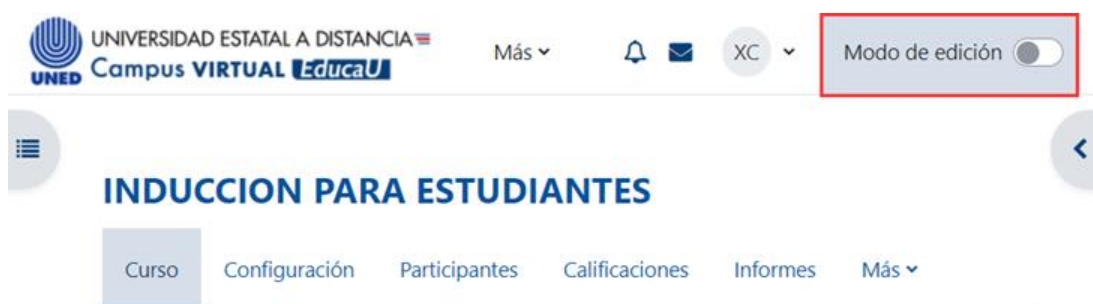 UNED
UNIVERSIDAD ESTATAL A DISTANCIA
Campus VIRTUAL EducaU
Más
XC
Modo de edición
INDUCCION PARA ESTUDIANTES
Curso Configuración Participantes Calificaciones Informes Más